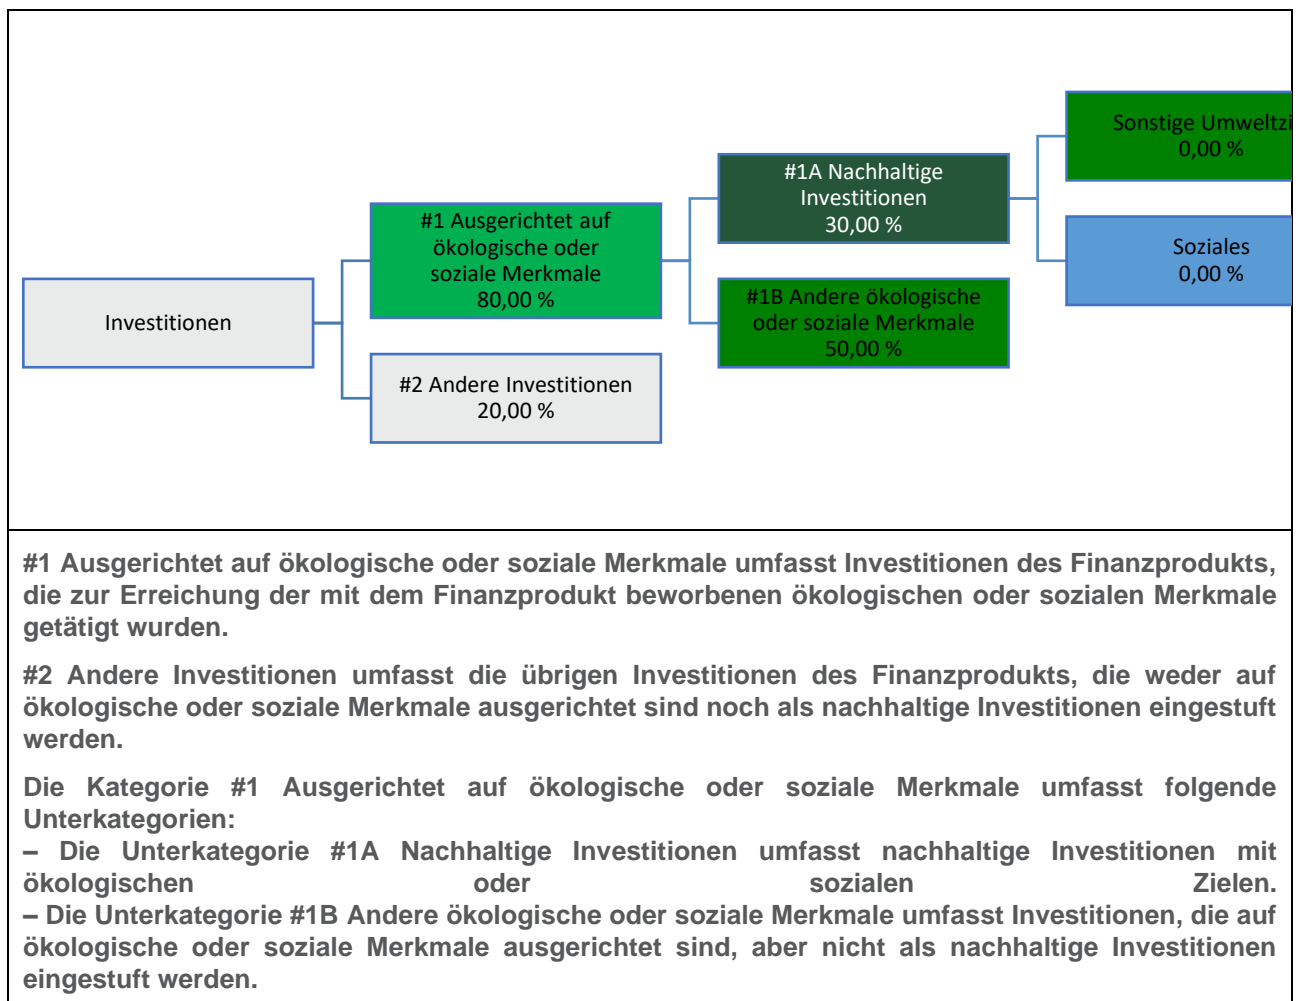 Investitionen
#1 Ausgerichtet auf
ökologische oder
soziale Merkmale
80,00 %
#2 Andere Investitionen
20,00 %
#1A Nachhaltige
Investitionen
30,00 %
#1B Andere ökologische
oder soziale Merkmale
50,00 %
Sonstige Umweltzi
0,00 %
Soziales
0,00 %
#1 Ausgerichtet auf ökologische oder soziale Merkmale umfasst Investitionen des Finanzprodukts,
die zur Erreichung der mit dem Finanzprodukt beworbenen ökologischen oder sozialen Merkmale
getätigt wurden.
#2 Andere Investitionen umfasst die übrigen Investitionen des Finanzprodukts, die weder auf
ökologische oder soziale Merkmale ausgerichtet sind noch als nachhaltige Investitionen eingestuft
werden.
Die Kategorie #1 Ausgerichtet auf ökologische oder soziale Merkmale umfasst folgende
Unterkategorien:
– Die Unterkategorie #1A Nachhaltige Investitionen umfasst nachhaltige Investitionen mit
ökologischen oder sozialen Zielen.
– Die Unterkategorie #1B Andere ökologische oder soziale Merkmale umfasst Investitionen, die auf
ökologische oder soziale Merkmale ausgerichtet sind, aber nicht als nachhaltige Investitionen
eingestuft werden.